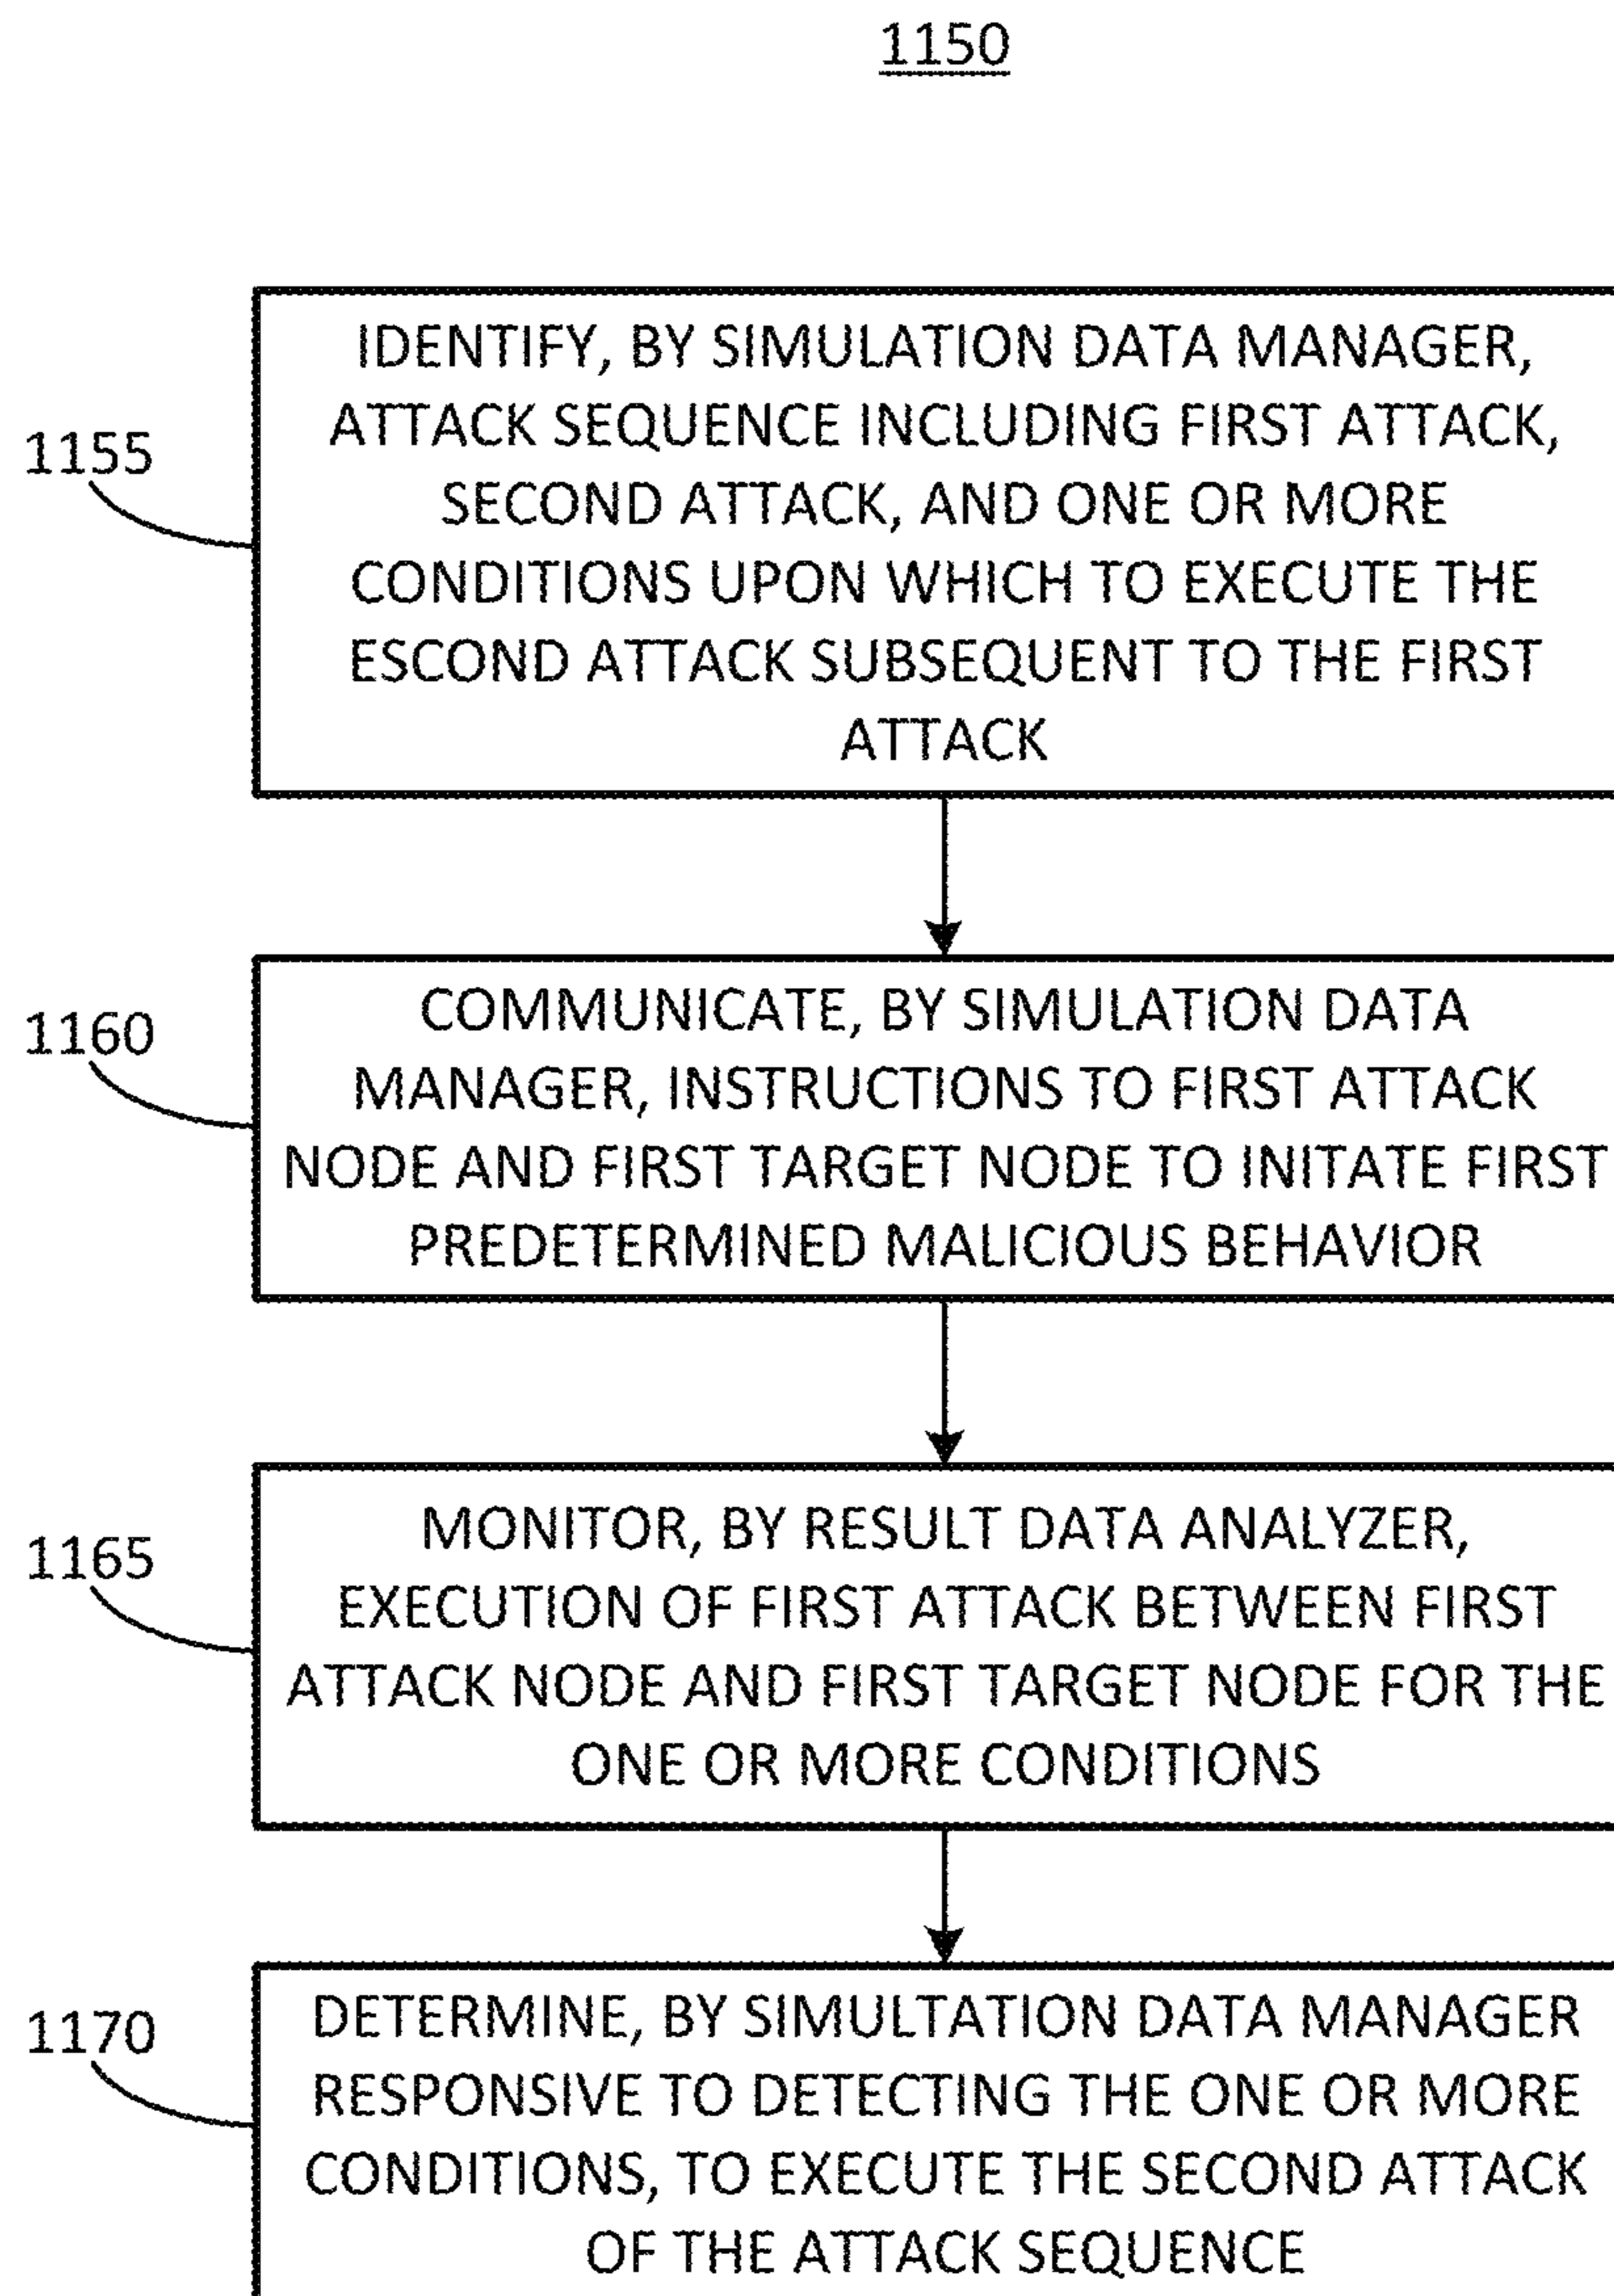 1150
IDENTIFY, BY SIMULATION DATA MANAGER,
ATTACK SEQUENCE INCLUDING FIRST ATTACK,
1155
SECOND ATTACK, AND ONE OR MORE
CONDITIONS UPON WHICH TO EXECUTE THE
ESCOND ATTACK SUBSEQUENT TO THE FIRST
ATTACK
COMMUNICATE, BY SIMULATION DATA
1160
MANAGER, INSTRUCTIONS TO FIRST ATTACK
NODE AND FIRST TARGET NODE TO INITATE FIRST
PREDETERMINED MALICIOUS BEHAVIOR
MONITOR, BY RESULT DATA ANALYZER,
1165
EXECUTION OF FIRST ATTACK BETWEEN FIRST
ATTACK NODE AND FIRST TARGET NODE FOR THE
ONE OR MORE CONDITIONS
DETERMINE, BY SIMULTATION DATA MANAGER
1170
RESPONSIVE TO DETECTING THE ONE OR MORE
CONDITIONS, TO EXECUTE THE SECOND ATTACK
OF THE ATTACK SEQUENCE